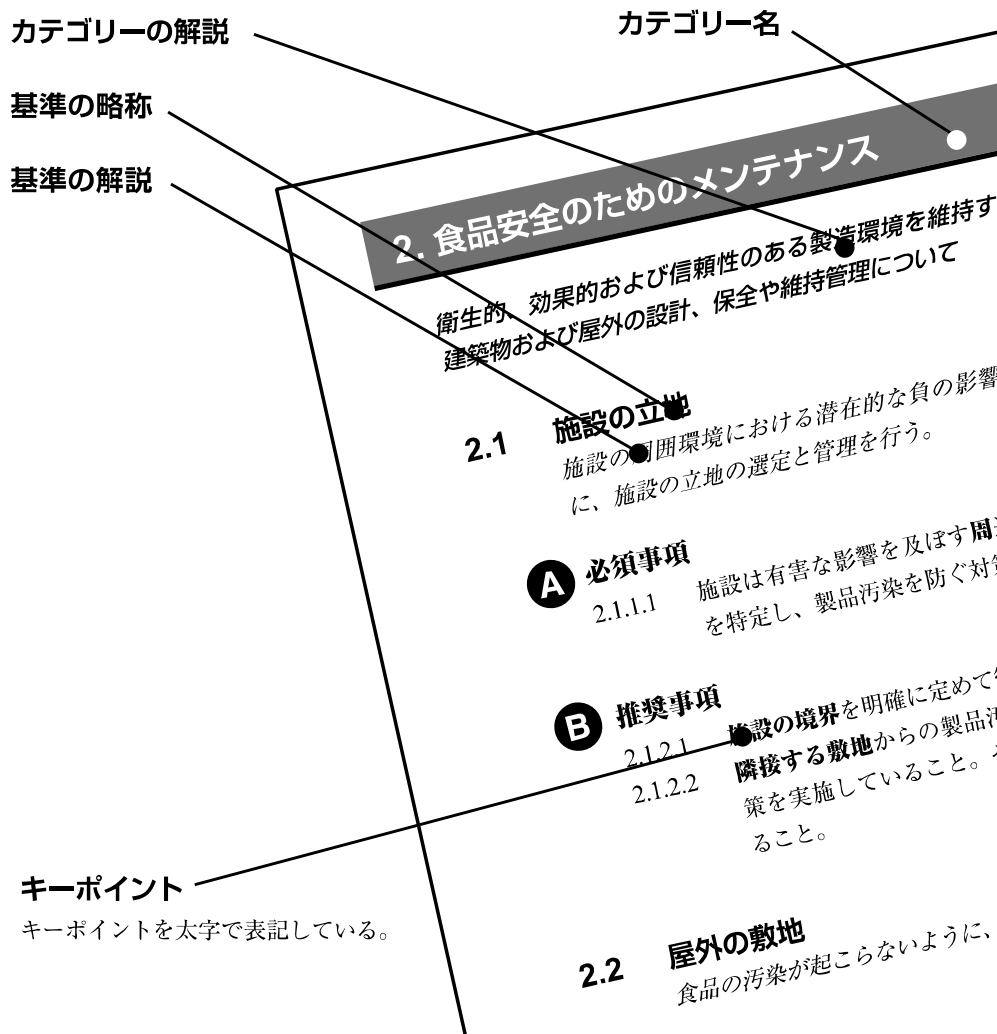 カテゴリーの解説
カテゴリー名
基準の略称
基準の解説
2. 食品安全のためのメンテナンス
衛生的、効果的および信頼性のある製造環境を維持す
建築物および屋外の設計、保全や維持管理について
2.1 施設の立地
施設の周囲環境における潜在的な負の影響
に、施設の立地の選定と管理を行う。
A 必須事項
2.1.1.1 施設は有害な影響を及ぼす周
を特定し、製品汚染を防ぐ対
B 推奨事項
2.1.2.1 施設の境界を明確に定めて
2.1.2.2 隣接する敷地からの製品汚
策を実施していること。
ること。
キーポイント
キーポイントを太字で表記している。
2.2 屋外の敷地
食品の汚染が起こらないように、